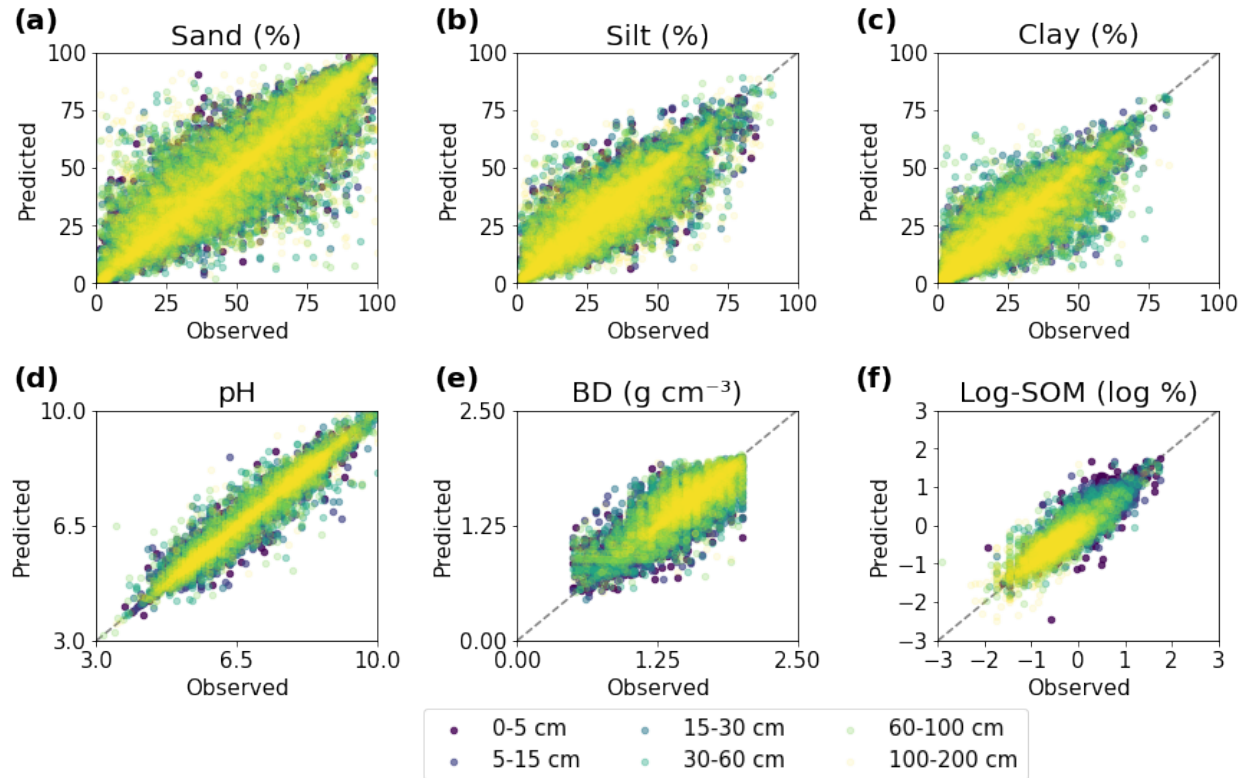 (a) Sand (%)
100
75
50
25
0
Predicted
0 25 50 75 100
Observed
(b) Silt (%)
100
75
50
25
0
Predicted
0 25 50 75 100
Observed
(c) Clay (%)
100
75
50
25
0
Predicted
0 25 50 75 100
Observed
(d) pH
10.0
6.5
3.0
Predicted
3.0 6.5 10.0
Observed
(e) BD (g cm⁻³)
2.50
1.25
0.00
Predicted
0.00 1.25 2.50
Observed
(f) Log-SOM (log %)
3
2
1
0
−1
−2
−3
Predicted
−3 −2 −1 0 1 2 3
Observed
0-5 cm 15-30 cm 60-100 cm
5-15 cm 30-60 cm 100-200 cm